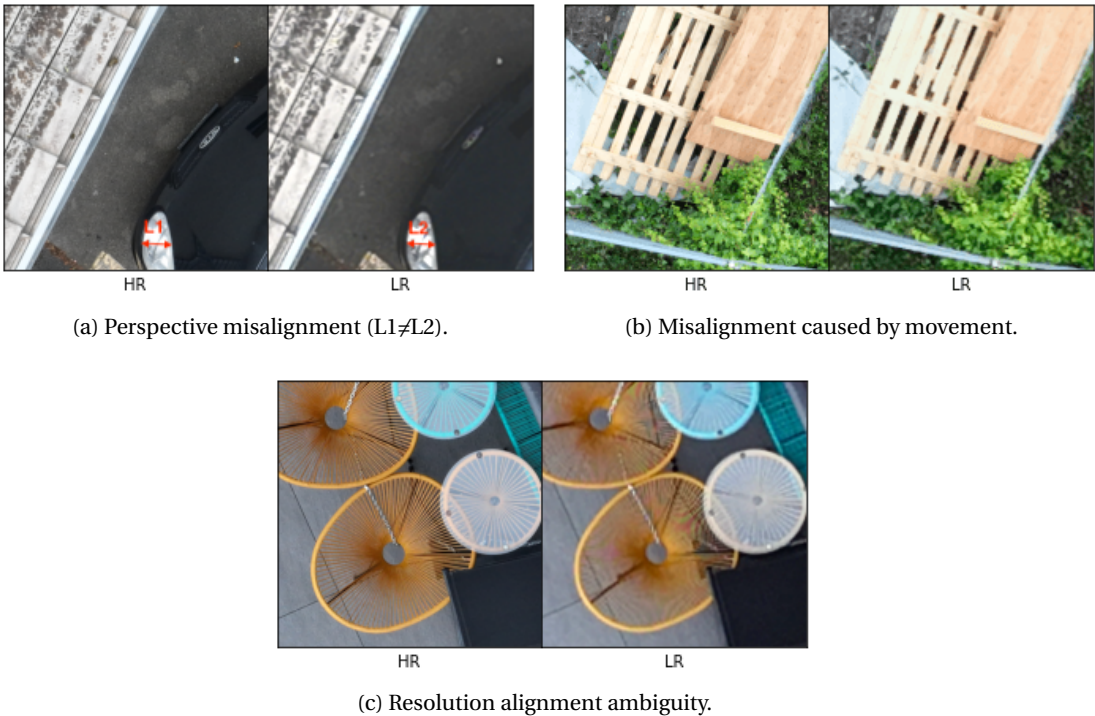 L1
L2
HR
LR
(a) Perspective misalignment (L1≠L2).
HR
LR
(b) Misalignment caused by movement.
HR
LR
(c) Resolution alignment ambiguity.